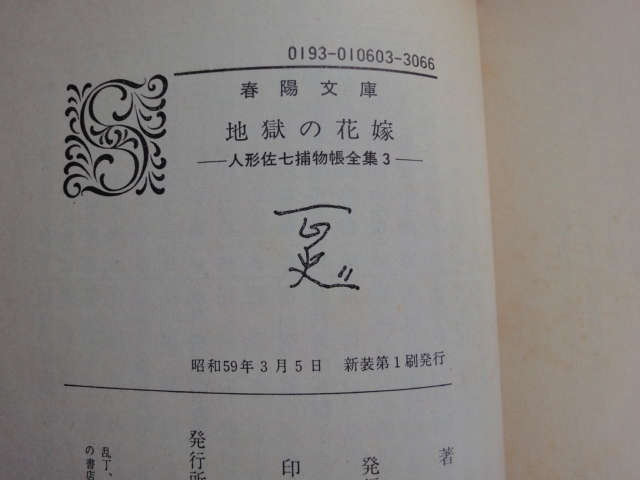 0193-010603-3066
春陽文庫
地獄の花嫁
—人形佐七捕物帳全集3—
昭和59年3月5日 新装第1刷発行
著
発
印
発行所
乱丁、
の書店